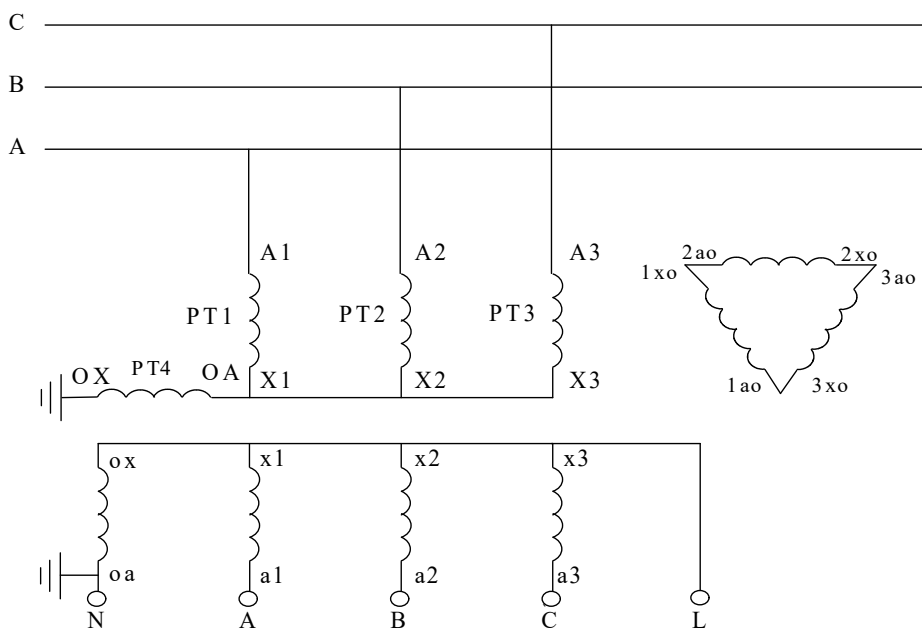 C
B
A
A1 A2 A3
2ao 2xo
1xo 3ao
PT1 PT2 PT3
OX PT4 OA X1 X2 X3
1ao 3xo
ox x1 x2 x3
oa a1 a2 a3
N A B C L